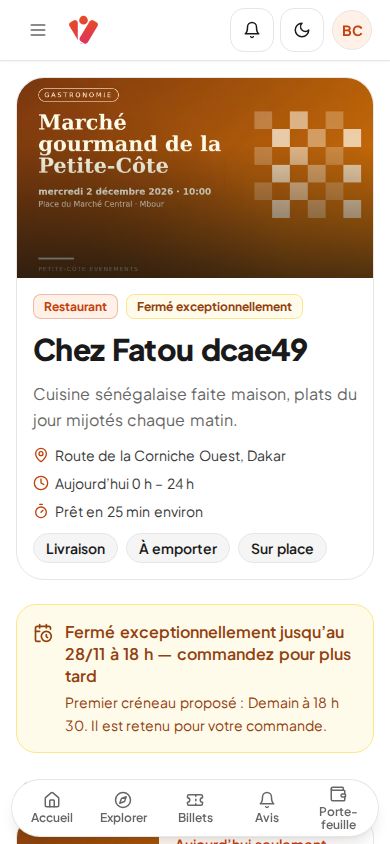 BC
GASTRONOMIE
Marché
gourmand de la
Petite-Côte
mercredi 2 décembre 2026 · 10:00
Place du Marché Central · Mbour
PETITE-CÔTE ÉVÉNEMENTS
Restaurant
Fermé exceptionnellement
Chez Fatou dcae49
Cuisine sénégalaise faite maison, plats du
jour mijotés chaque matin.
Route de la Corniche Ouest, Dakar
Aujourd'hui 0 h – 24 h
Prêt en 25 min environ
Livraison
À emporter
Sur place
Fermé exceptionnellement jusqu'au
28/11 à 18 h — commandez pour plus
tard
Premier créneau proposé : Demain à 18 h
30. Il est retenu pour votre commande.
Accueil
Explorer
Billets
Avis
Porte-
feuille
Aujourd'hui seulement